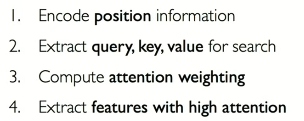 1. Encode position information
2. Extract query, key, value for search
3. Compute attention weighting
4. Extract features with high attention